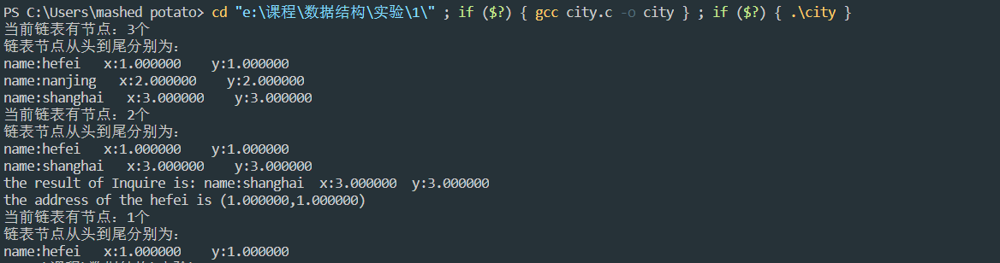 PS C:\Users\mashed potato> cd "e:\课程\数据结构\实验\1\" ; if ($?) { gcc city.c -o city } ; if ($?) { .\city }
当前链表有节点：3个
链表节点从头到尾分别为：
name:hefei   x:1.000000    y:1.000000
name:nanjing   x:2.000000    y:2.000000
name:shanghai   x:3.000000    y:3.000000
当前链表有节点：2个
链表节点从头到尾分别为：
name:hefei   x:1.000000    y:1.000000
name:shanghai   x:3.000000    y:3.000000
the result of Inquire is: name:shanghai  x:3.000000  y:3.000000
the address of the hefei is (1.000000,1.000000)
当前链表有节点：1个
链表节点从头到尾分别为：
name:hefei   x:1.000000    y:1.000000